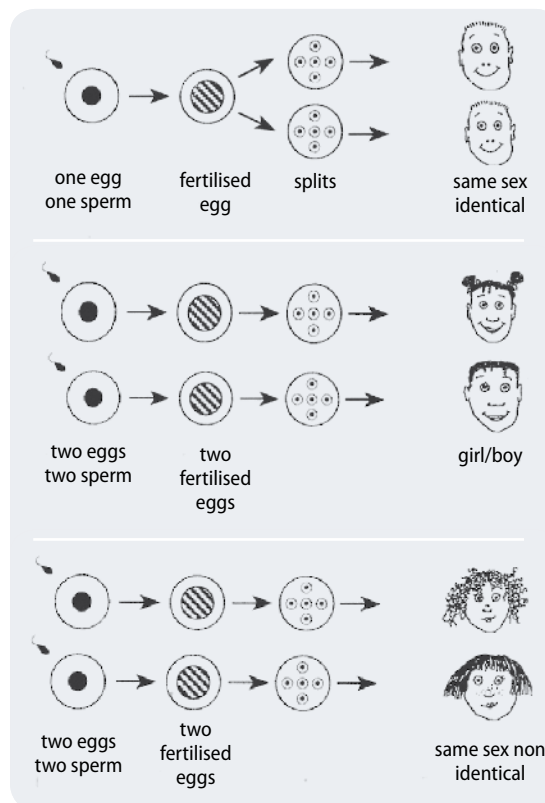 one egg
one sperm
fertilised
egg
splits
same sex
identical
two eggs
two sperm
two
fertilised
eggs
girl/boy
two eggs
two sperm
two
fertilised
eggs
same sex non
identical